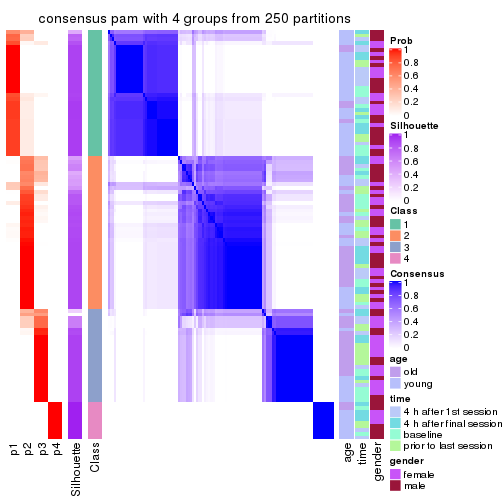 consensus pam with 4 groups from 250 partitions
Prob
1
0.8
0.6
0.4
0.2
0
Silhouette
1
0.8
0.6
0.4
0.2
0
Class
1
2
3
4
Consensus
1
0.8
0.6
0.4
0.2
0
age
old
young
time
4 h after 1st session
4 h after final session
baseline
prior to last session
gender
female
male
p1
p2
p3
p4
Silhouette
Class
age
time
gender